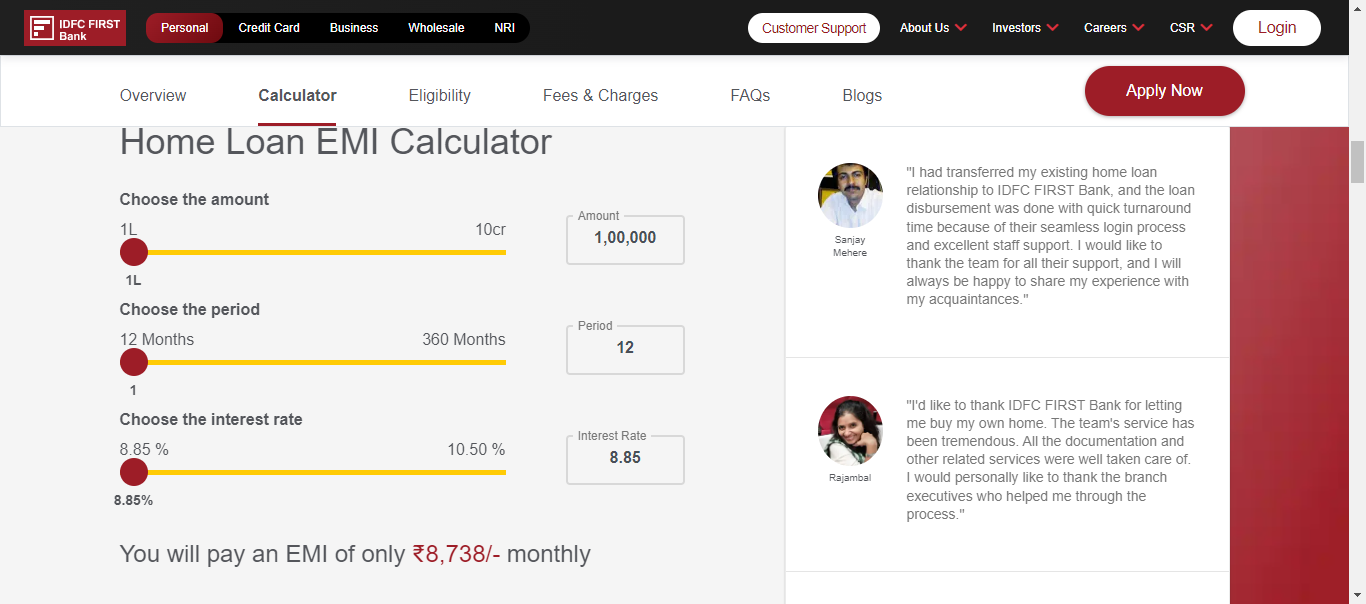 IDFC FIRST
Bank
Personal
Credit Card
Business
Wholesale
NRI
Customer Support
About Us
Investors
Careers
CSR
Login
Overview
Calculator
Eligibility
Fees & Charges
FAQs
Blogs
Apply Now
Home Loan EMI Calculator
Choose the amount
1L
10cr
1L
Amount
1,00,000
Choose the period
12 Months
360 Months
1
Period
12
Choose the interest rate
8.85 %
10.50 %
8.85%
Interest Rate
8.85
You will pay an EMI of only ₹8,738/- monthly
Sanjay
Mehere
"I had transferred my existing home loan
relationship to IDFC FIRST Bank, and the loan
disbursement was done with quick turnaround
time because of their seamless login process
and excellent staff support. I would like to
thank the team for all their support, and I will
always be happy to share my experience with
my acquaintances."
Rajambal
"I'd like to thank IDFC FIRST Bank for letting
me buy my own home. The team's service has
been tremendous. All the documentation and
other related services were well taken care of.
I would personally like to thank the branch
executives who helped me through the
process."